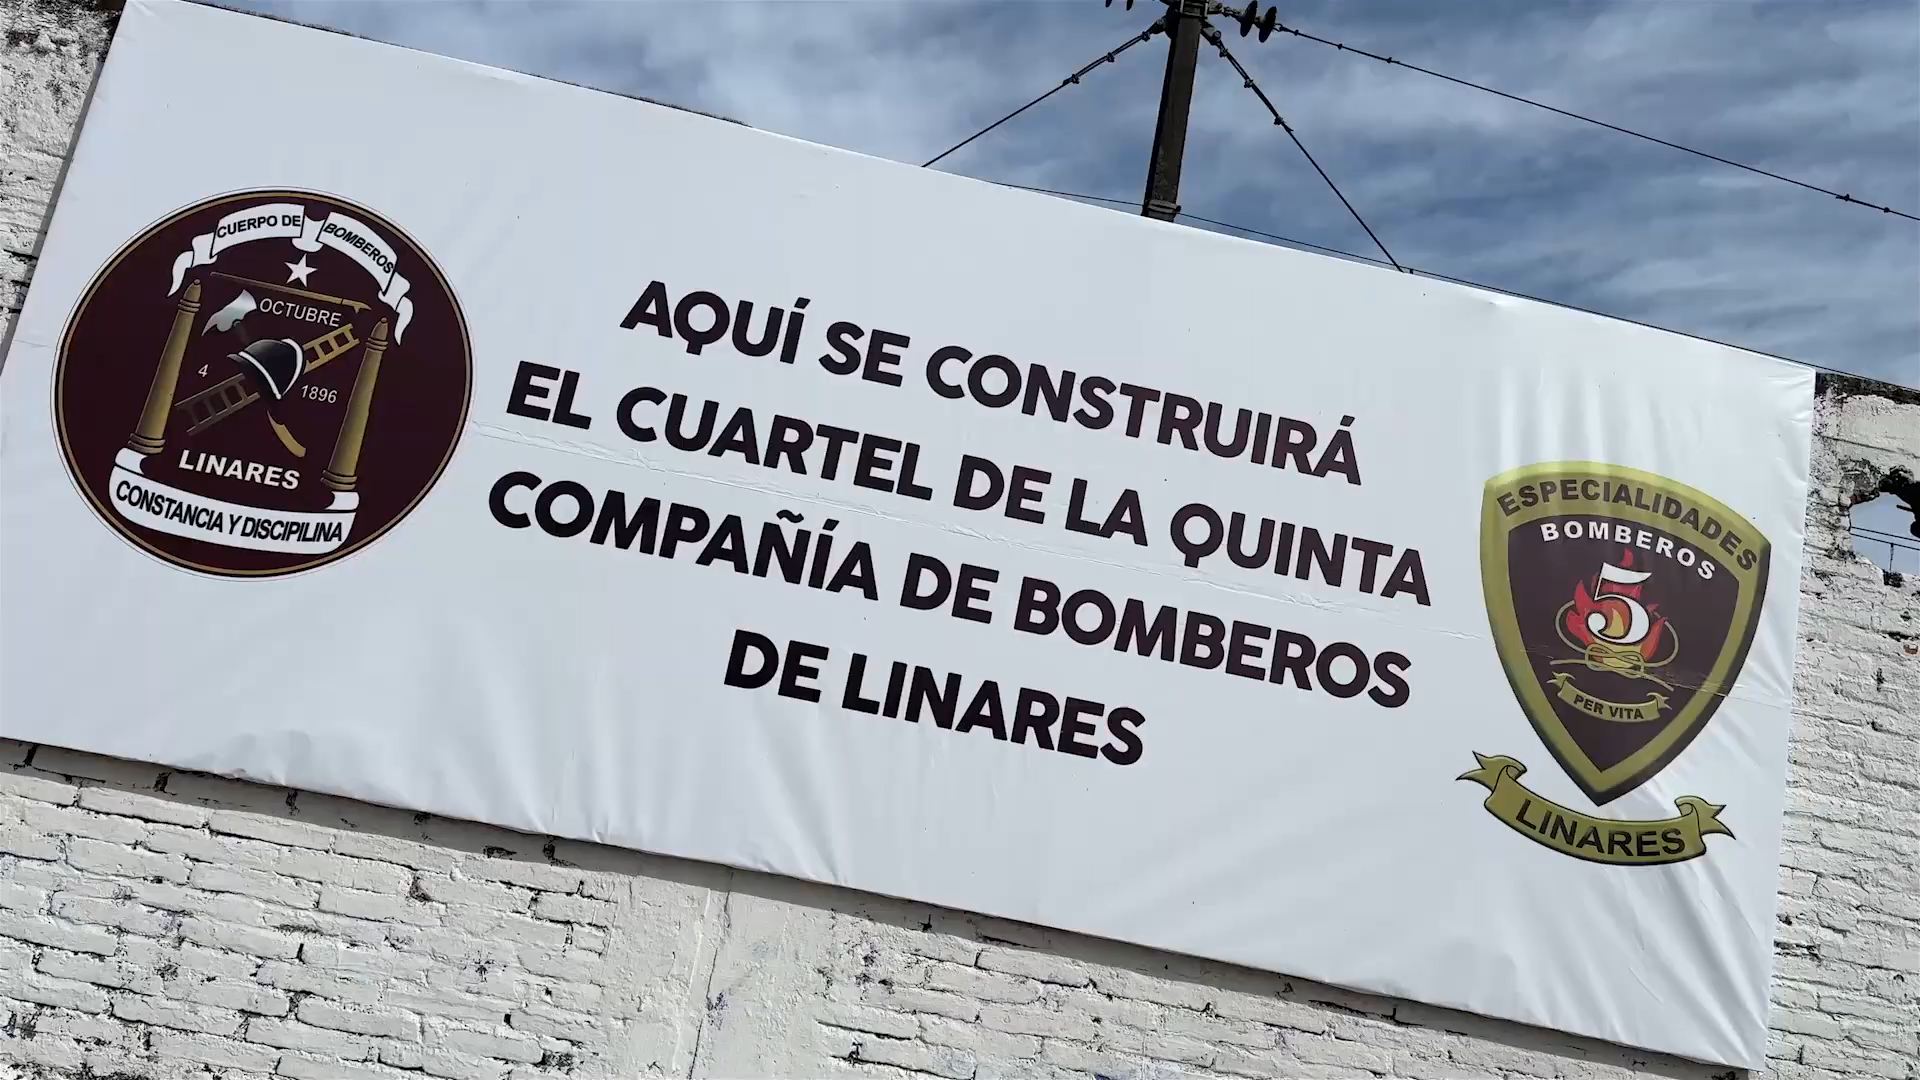 CUERPO DE BOMBEROS
OCTUBRE
4 1896
LINARES
CONSTANCIA Y DISCIPILINA
AQUÍ SE CONSTRUIRÁ
EL CUARTEL DE LA QUINTA
COMPAÑÍA DE BOMBEROS
DE LINARES
ESPECIALIDADES
BOMBEROS
5
PER VITA
LINARES